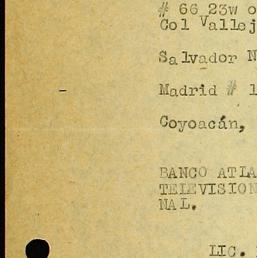 # 66 23w o
Col Vallej
Salvador N
Madrid # 1
Coyoacán,
BANCO ATLA
TELEVISION
NAL.
LIC.